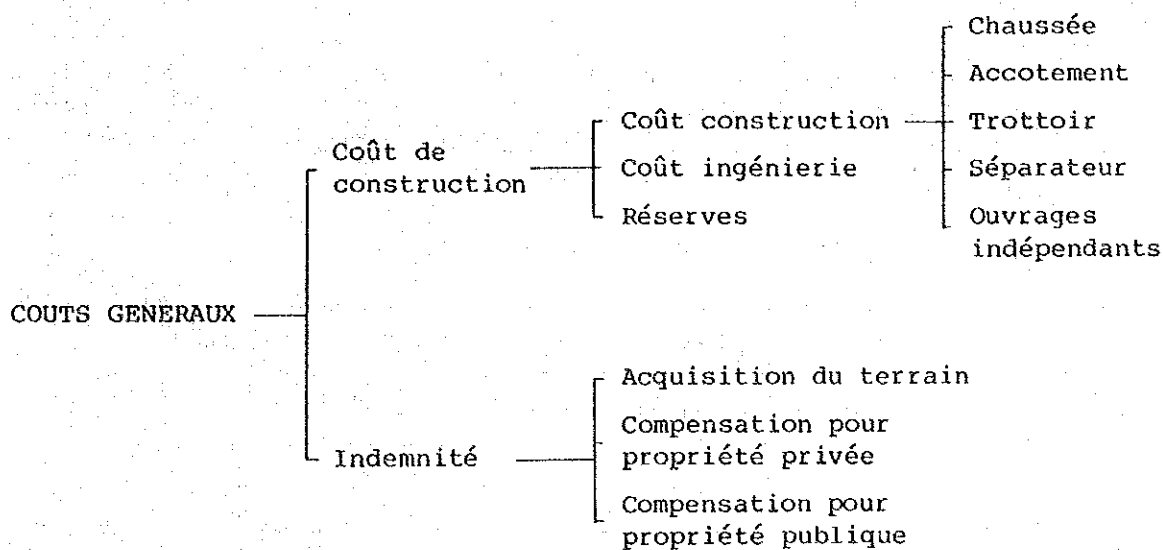 COUTS GENERAUX
Coût de
construction
Coût construction
Chaussée
Accotement
Trottoir
Séparateur
Ouvrages
indépendants
Coût ingénierie
Réserves
Indemnité
Acquisition du terrain
Compensation pour
propriété privée
Compensation pour
propriété publique